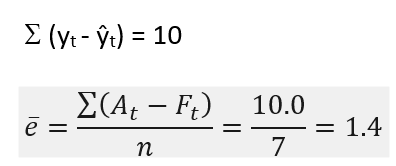 Σ (yₜ - ŷₜ) = 10
ē = ∑(Aₜ − Fₜ) / n = 10.0 / 7 = 1.4